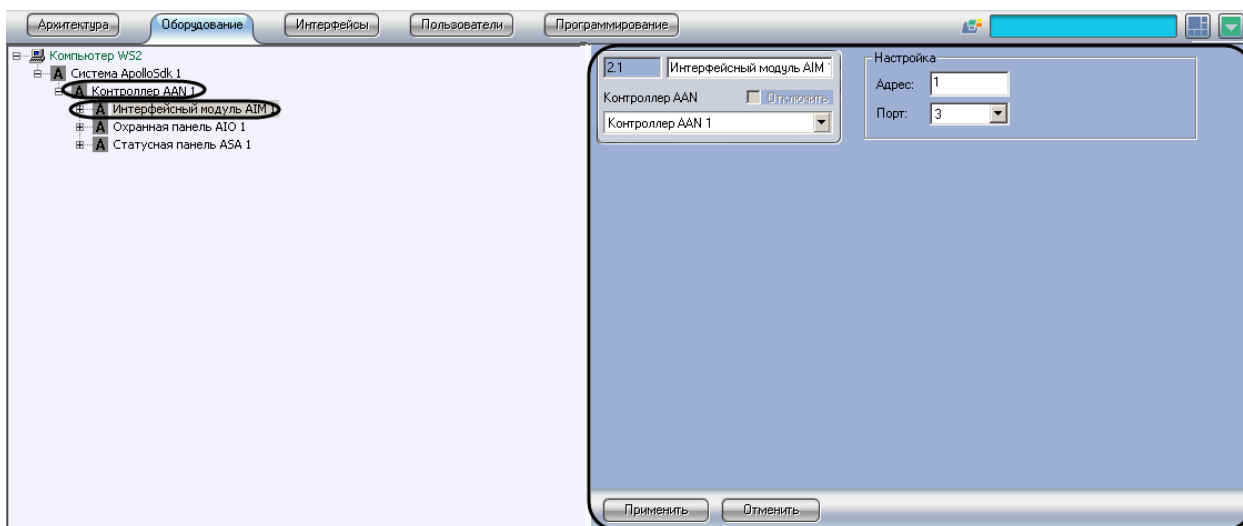 Архитектура Оборудование Интерфейсы Пользователи Программирование
Компьютер WS2
Система ApolloSdk 1
Контроллер AAN 1
Интерфейсный модуль AIM
Охранная панель AIO 1
Статусная панель ASA 1
2.1 Интерфейсный модуль AIM
Контроллер AAN Отключить
Контроллер AAN 1
Настройка
Адрес: 1
Порт: 3
Применить Отменить